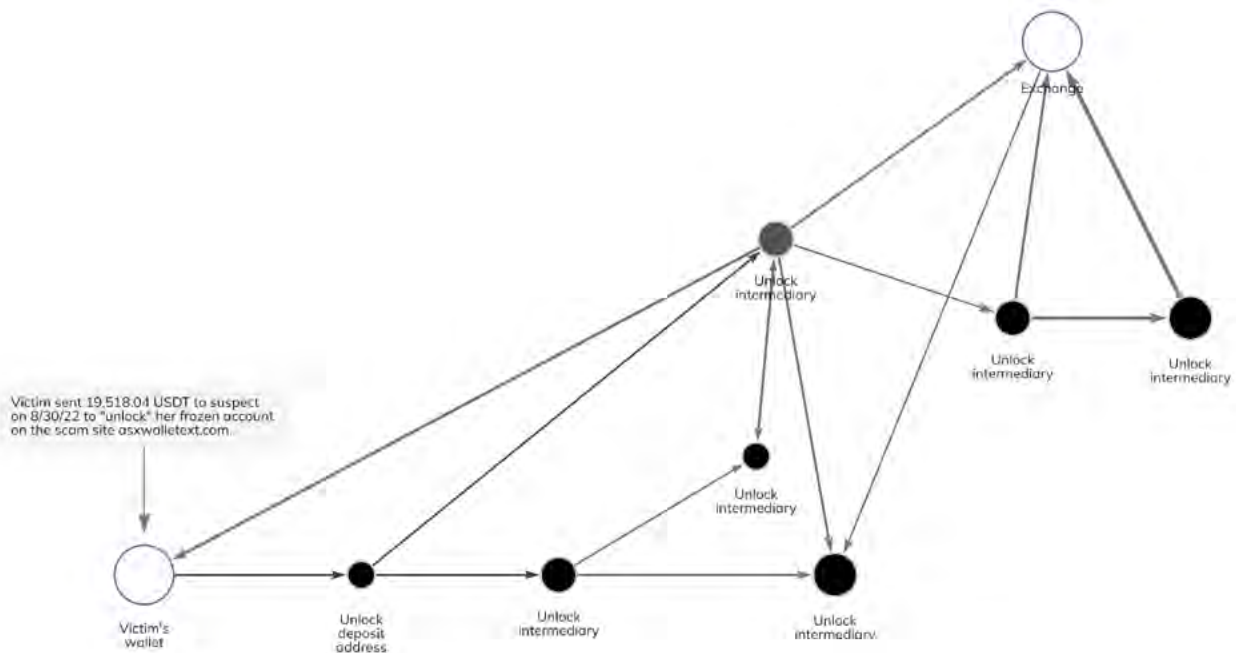 Exchange
Unlock
intermediary
Unlock
intermediary
Unlock
intermediary
Victim sent 19,518.04 USDT to suspect
on 8/30/22 to "unlock" her frozen account
on the scam site asxwalletext.com.
Unlock
intermediary
Victim's
wallet
Unlock
deposit
address
Unlock
intermediary
Unlock
intermediary.